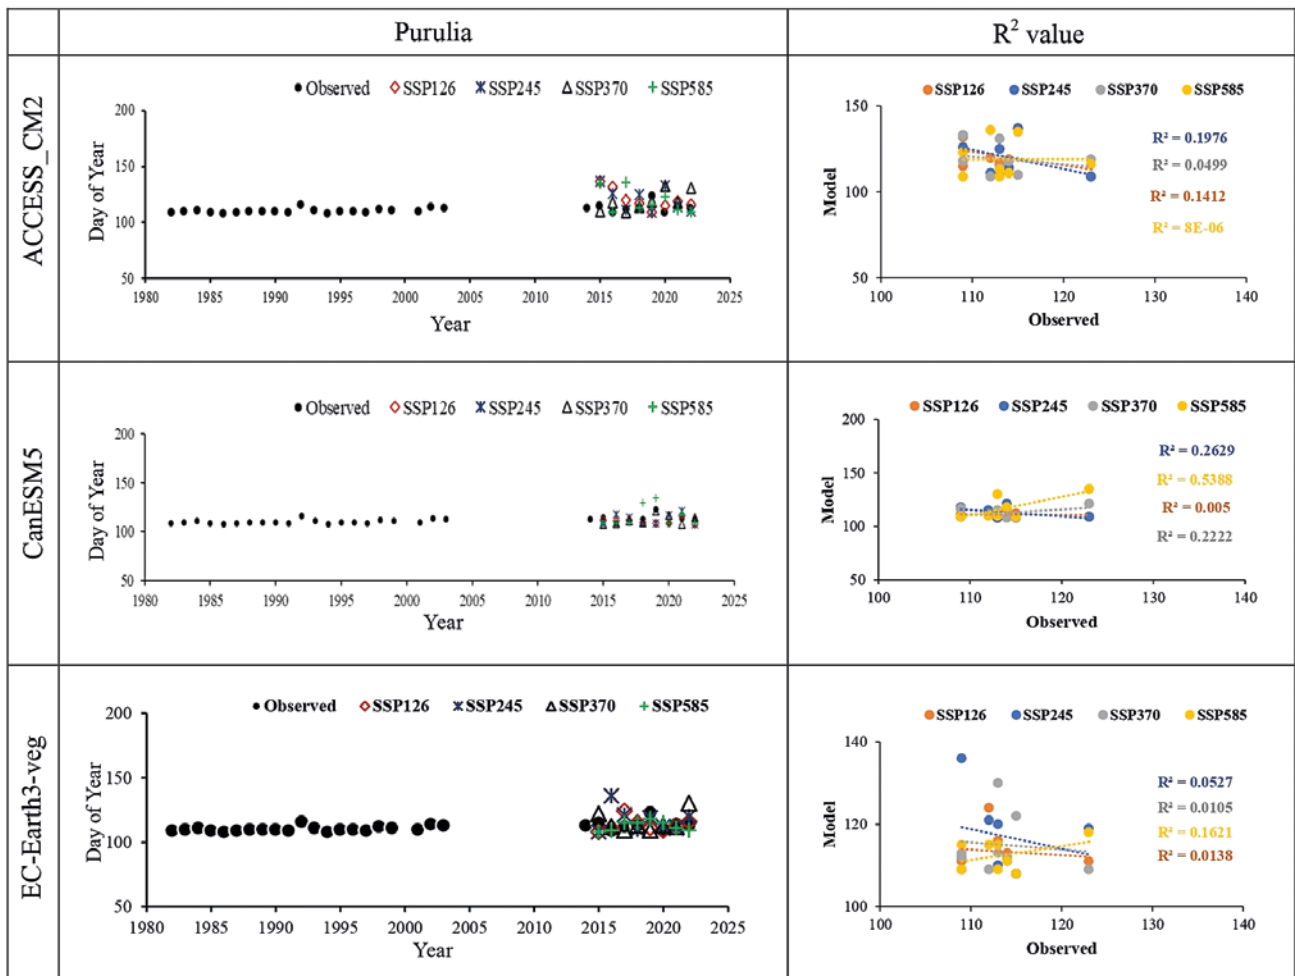 Purulia
R² value
ACCESS_CM2
Observed SSP126 SSP245 SSP370 SSP585
200
150
100
50
Day of Year
1980 1985 1990 1995 2000 2005 2010 2015 2020 2025
Year
SSP126 SSP245 SSP370 SSP585
150
100
50
Model
R² = 0.1976
R² = 0.0499
R² = 0.1412
R² = 8E-06
100 110 120 130 140
Observed
CanESM5
Observed SSP126 SSP245 SSP370 SSP585
200
150
100
50
Day of Year
1980 1985 1990 1995 2000 2005 2010 2015 2020 2025
Year
SSP126 SSP245 SSP370 SSP585
200
150
100
50
Model
R² = 0.2629
R² = 0.5388
R² = 0.005
R² = 0.2222
100 110 120 130 140
Observed
EC-Earth3-veg
Observed SSP126 SSP245 SSP370 SSP585
200
150
100
50
Day of Year
1980 1985 1990 1995 2000 2005 2010 2015 2020 2025
Year
SSP126 SSP245 SSP370 SSP585
140
120
100
Model
R² = 0.0527
R² = 0.0105
R² = 0.1621
R² = 0.0138
100 110 120 130 140
Observed